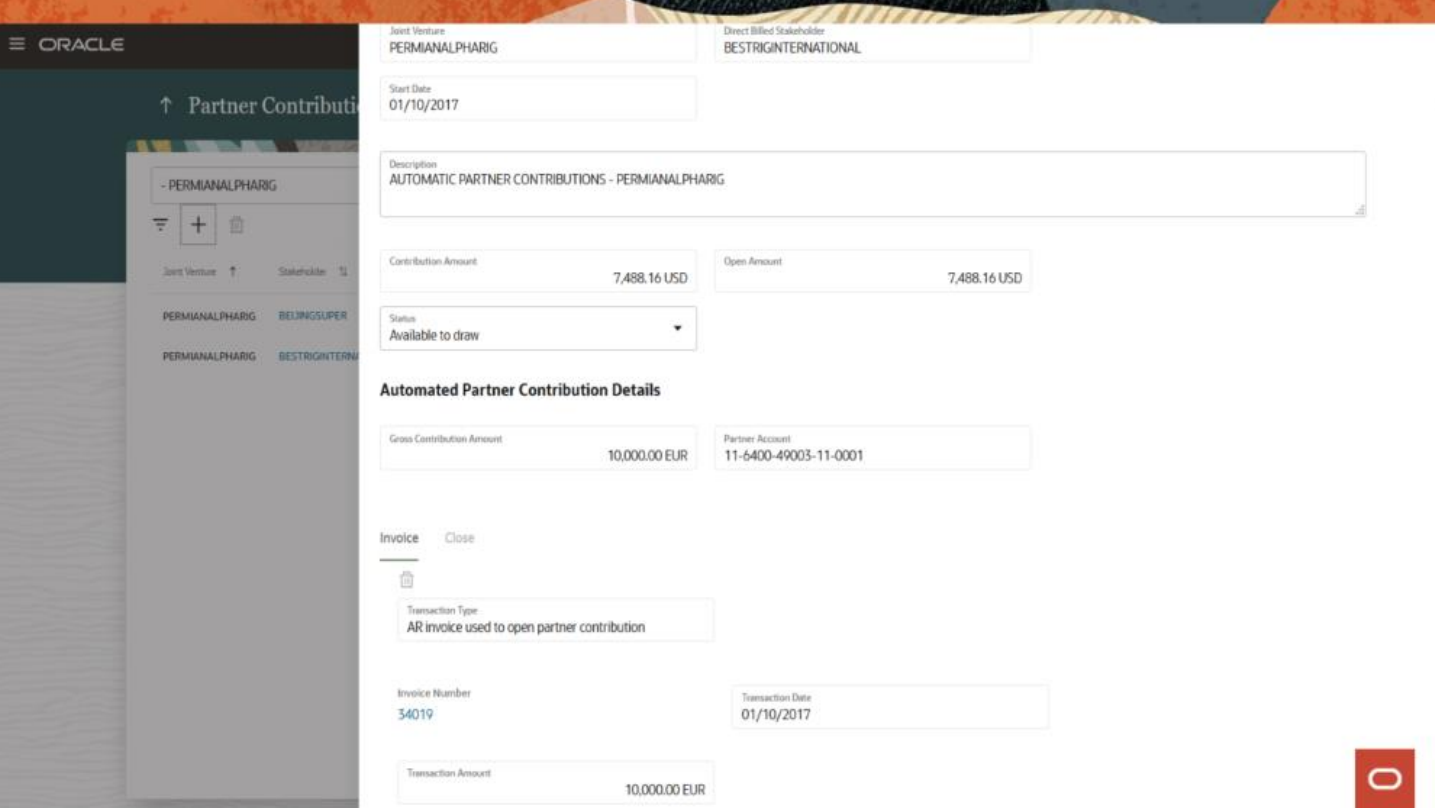 ORACLE
Partner Contributi
- PERMIANALPHARIG
Joint Venture
Stakeholder
PERMIANALPHARIG
BEIJINGSUPER
PERMIANALPHARIG
BESTRIGINTERNA
Joint Venture
PERMIANALPHARIG
Direct Billed Stakeholder
BESTRIGINTERNATIONAL
Start Date
01/10/2017
Description
AUTOMATIC PARTNER CONTRIBUTIONS - PERMIANALPHARIG
Contribution Amount
7,488.16 USD
Open Amount
7,488.16 USD
Status
Available to draw
Automated Partner Contribution Details
Gross Contribution Amount
10,000.00 EUR
Partner Account
11-6400-49003-11-0001
Invoice
Close
Transaction Type
AR invoice used to open partner contribution
Invoice Number
34019
Transaction Date
01/10/2017
Transaction Amount
10,000.00 EUR